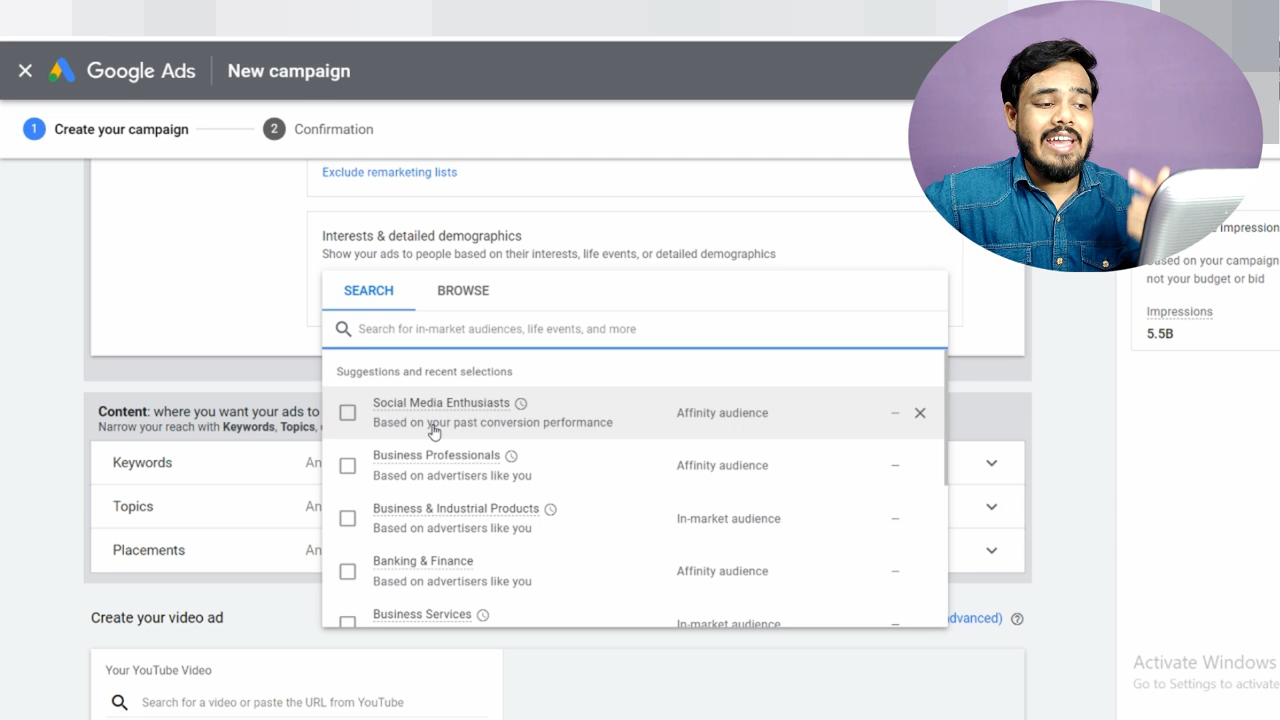 Google Ads New campaign
1 Create your campaign 2 Confirmation
Exclude remarketing lists
Interests & detailed demographics
Show your ads to people based on their interests, life events, or detailed demographics
SEARCH BROWSE
Search for in-market audiences, life events, and more
Suggestions and recent selections
Social Media Enthusiasts Affinity audience –
Based on your past conversion performance
Business Professionals Affinity audience –
Based on advertisers like you
Business & Industrial Products In-market audience –
Based on advertisers like you
Banking & Finance Affinity audience –
Based on advertisers like you
Business Services In-market audience –
Content: where you want your ads to
Narrow your reach with Keywords, Topics,
Keywords An
Topics An
Placements An
Create your video ad dvanced)
Your YouTube Video
Search for a video or paste the URL from YouTube
Impression
based on your campaign
not your budget or bid
Impressions
5.5B
Activate Windows
Go to Settings to activate